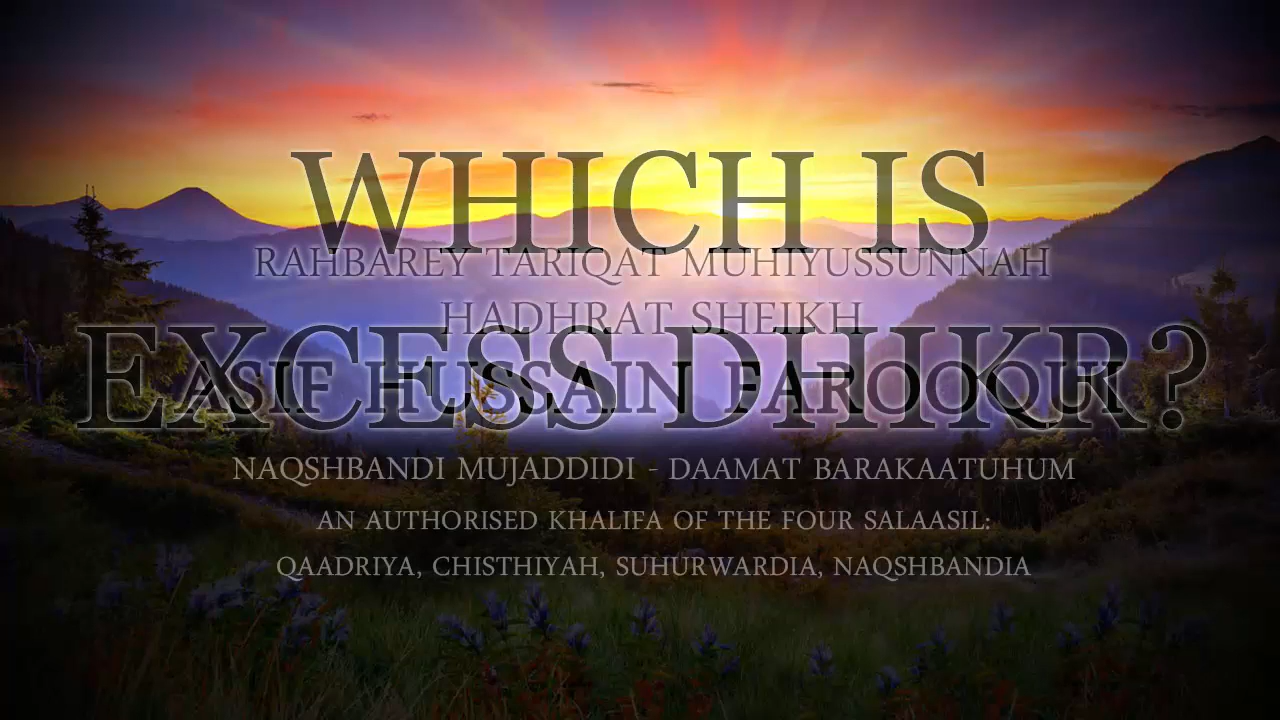 WHICH IS
RAHBAREY TARIQAT MUHIYUSSUNNAH
HADHRAT SHEIKH
EXCESS DHIKR?
ASIF HUSSAIN FAROOQUI
NAQSHBANDI MUJADDIDI - DAAMAT BARAKAATUHUM
AN AUTHORISED KHALIFA OF THE FOUR SALAASIL:
QAADRIYA, CHISTHIYAH, SUHURWARDIA, NAQSHBANDIA